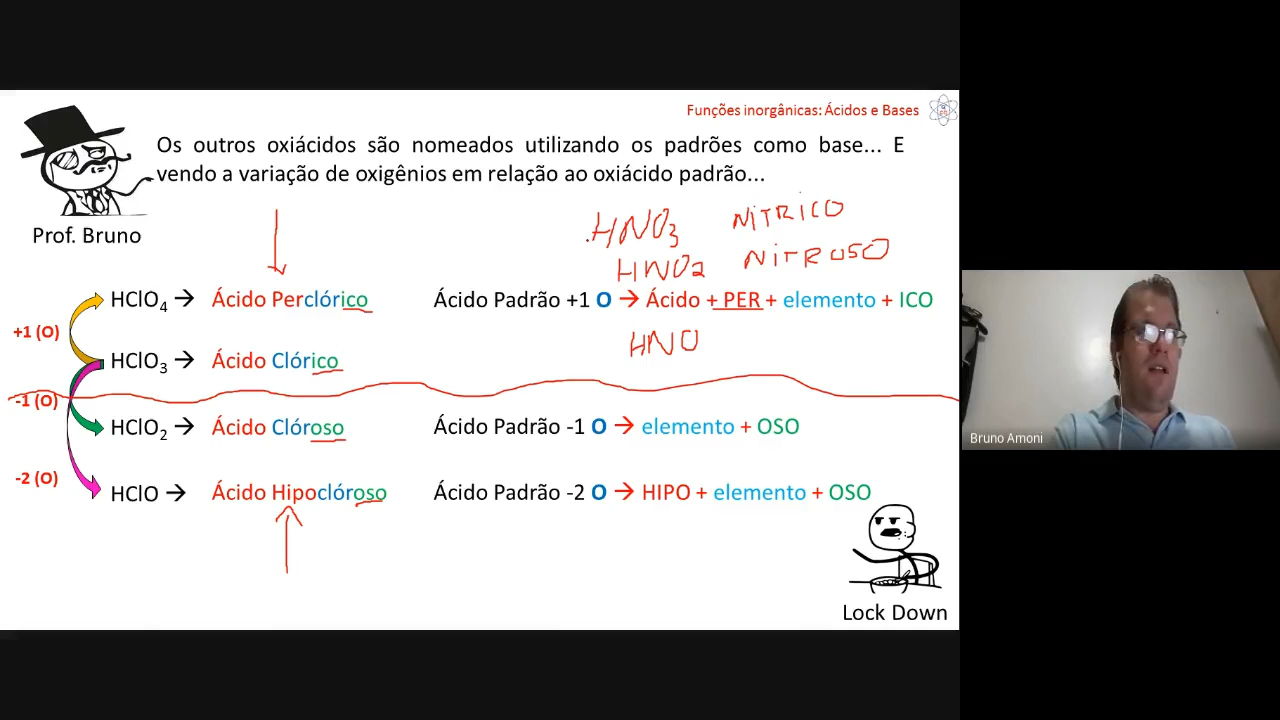 Funções inorgânicas: Ácidos e Bases
Os outros oxiácidos são nomeados utilizando os padrões como base... E
vendo a variação de oxigênios em relação ao oxiácido padrão...
Prof. Bruno
HNO3 NITRICO
HNO2 NITROSO
HClO4 → Ácido Perclórico Ácido Padrão +1 O → Ácido + PER + elemento + ICO
+1 (O)
HNO
HClO3 → Ácido Clórico
-1 (O)
HClO2 → Ácido Clóroso Ácido Padrão -1 O → elemento + OSO
-2 (O)
HClO → Ácido Hipoclóroso Ácido Padrão -2 O → HIPO + elemento + OSO
Lock Down
Bruno Amoni